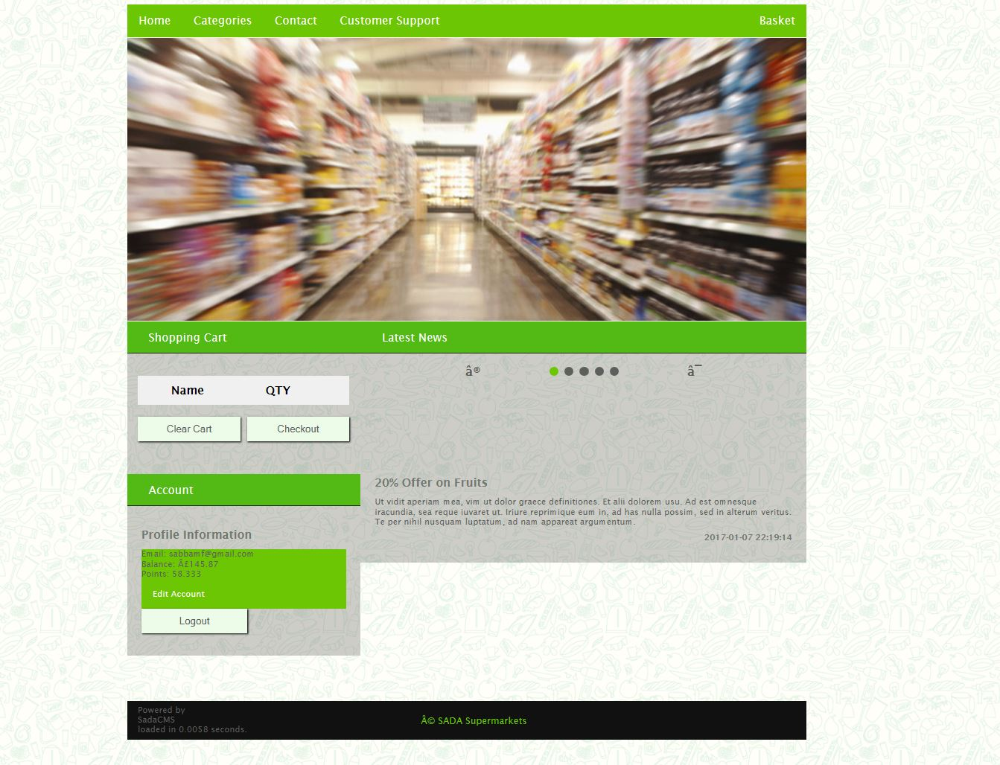 Home Categories Contact Customer Support Basket
Shopping Cart
Latest News
Name QTY
Clear Cart Checkout
Account
Profile Information
Email: sabbamf@gmail.com
Balance: Â£145.87
Points: 58.333
Edit Account
Logout
â® â¯
20% Offer on Fruits
Ut vidit aperiam mea, vim ut dolor graece definitiones. Et alii dolorem usu. Ad est omnesque
iracundia, sea reque iuvaret ut. Iriure reprimique eum in, ad has nulla possim, sed in alterum veritus.
Te per nihil nusquam luptatum, ad nam appareat argumentum.
2017-01-07 22:19:14
Powered by
SadaCMS
loaded in 0.0058 seconds.
Â© SADA Supermarkets